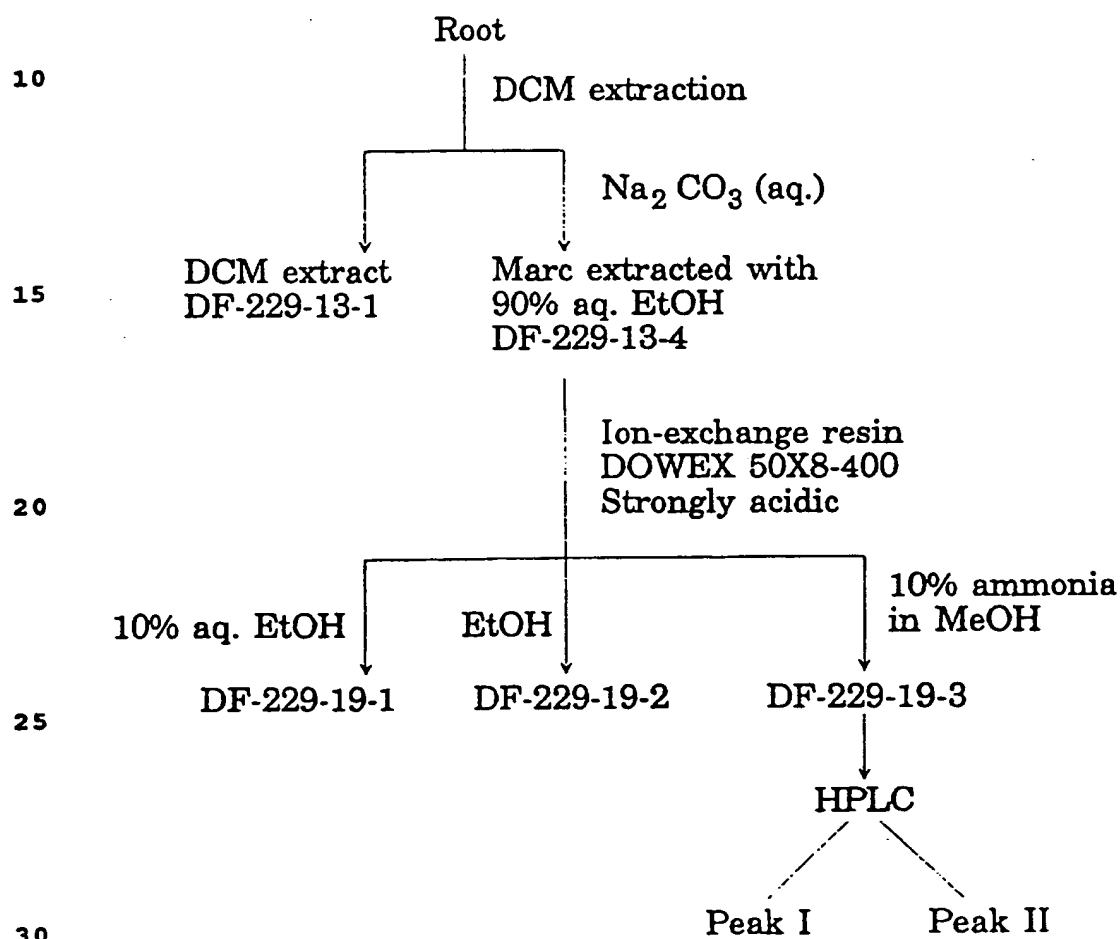 Root
10
DCM extraction
Na₂ CO₃ (aq.)
DCM extract
DF-229-13-1
15
Marc extracted with
90% aq. EtOH
DF-229-13-4
Ion-exchange resin
DOWEX 50X8-400
Strongly acidic
20
10% aq. EtOH
EtOH
10% ammonia
in MeOH
DF-229-19-1
DF-229-19-2
DF-229-19-3
25
HPLC
Peak I
Peak II
30